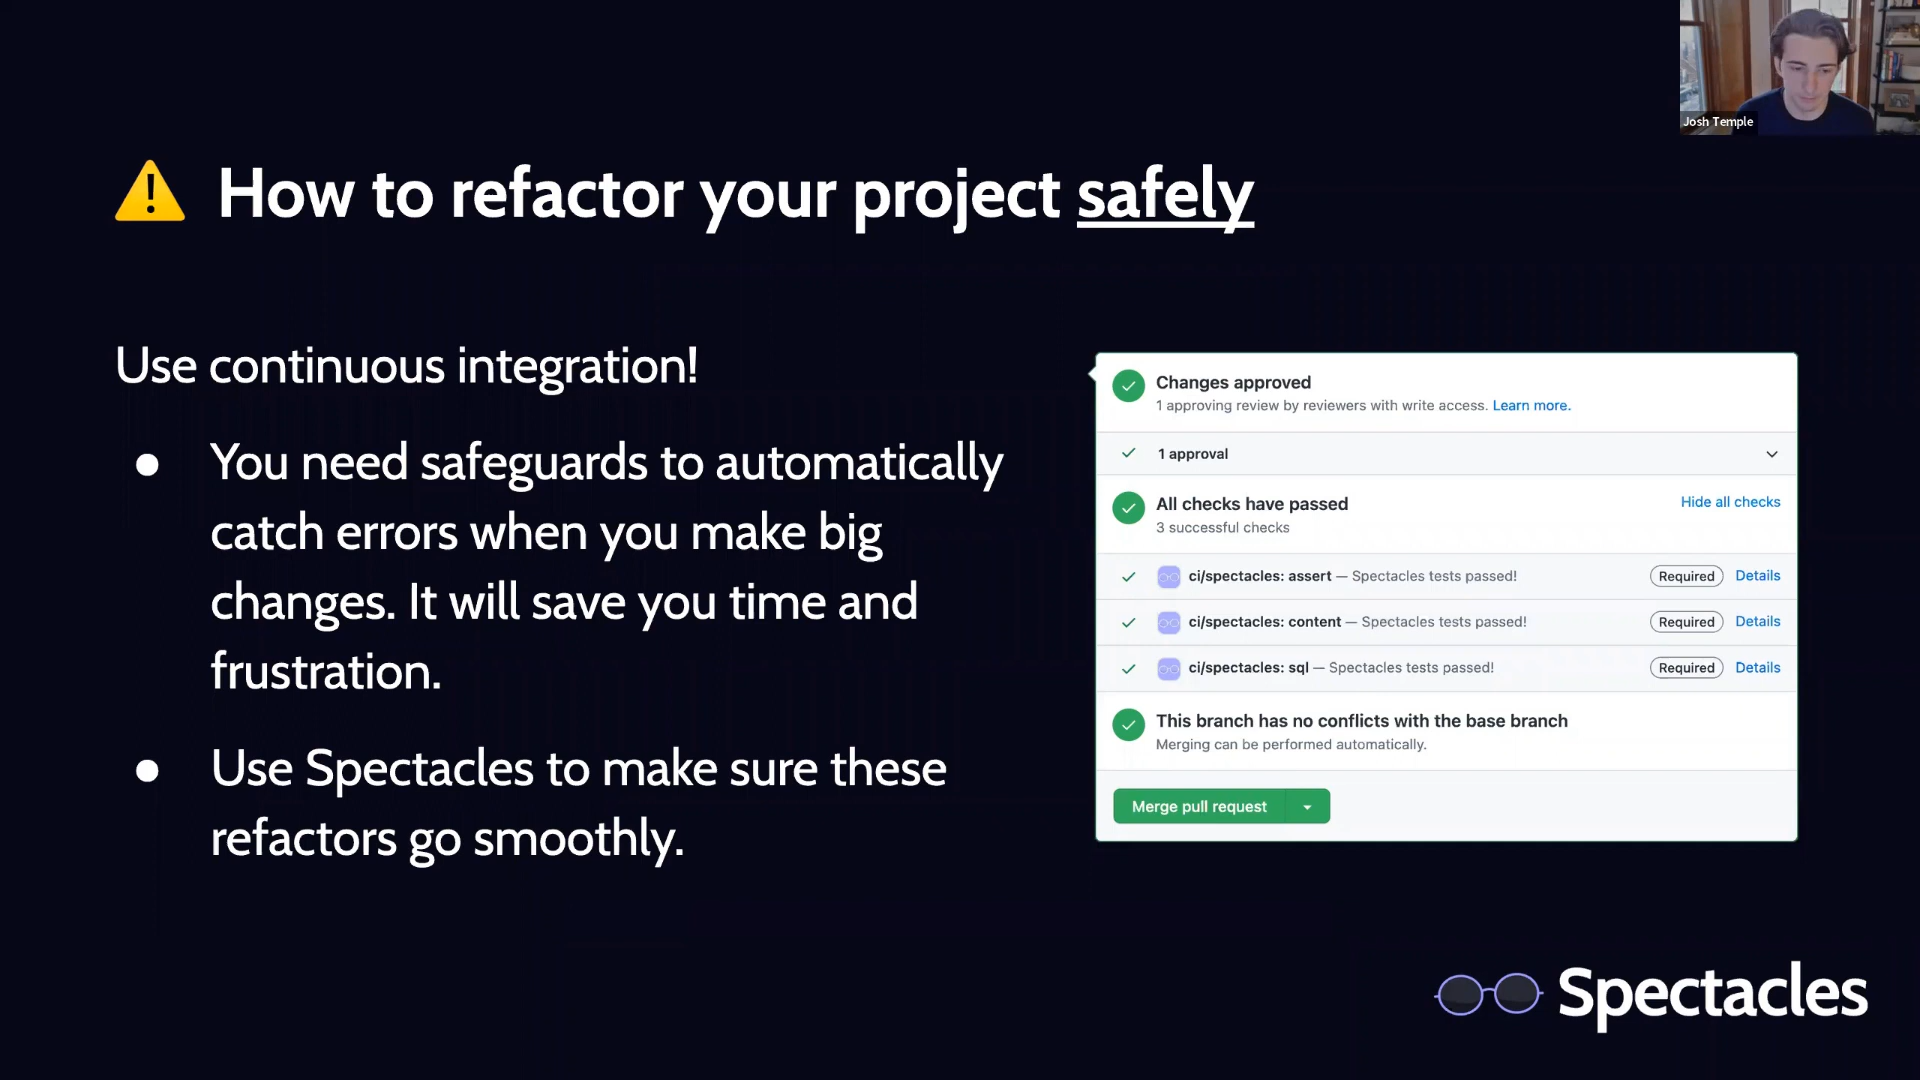 Josh Temple
How to refactor your project safely
Use continuous integration!
● You need safeguards to automatically
catch errors when you make big
changes. It will save you time and
frustration.
● Use Spectacles to make sure these
refactors go smoothly.
Changes approved
1 approving review by reviewers with write access. Learn more.
1 approval
All checks have passed
Hide all checks
3 successful checks
ci/spectacles: assert — Spectacles tests passed! Required Details
ci/spectacles: content — Spectacles tests passed! Required Details
ci/spectacles: sql — Spectacles tests passed! Required Details
This branch has no conflicts with the base branch
Merging can be performed automatically.
Merge pull request
Spectacles